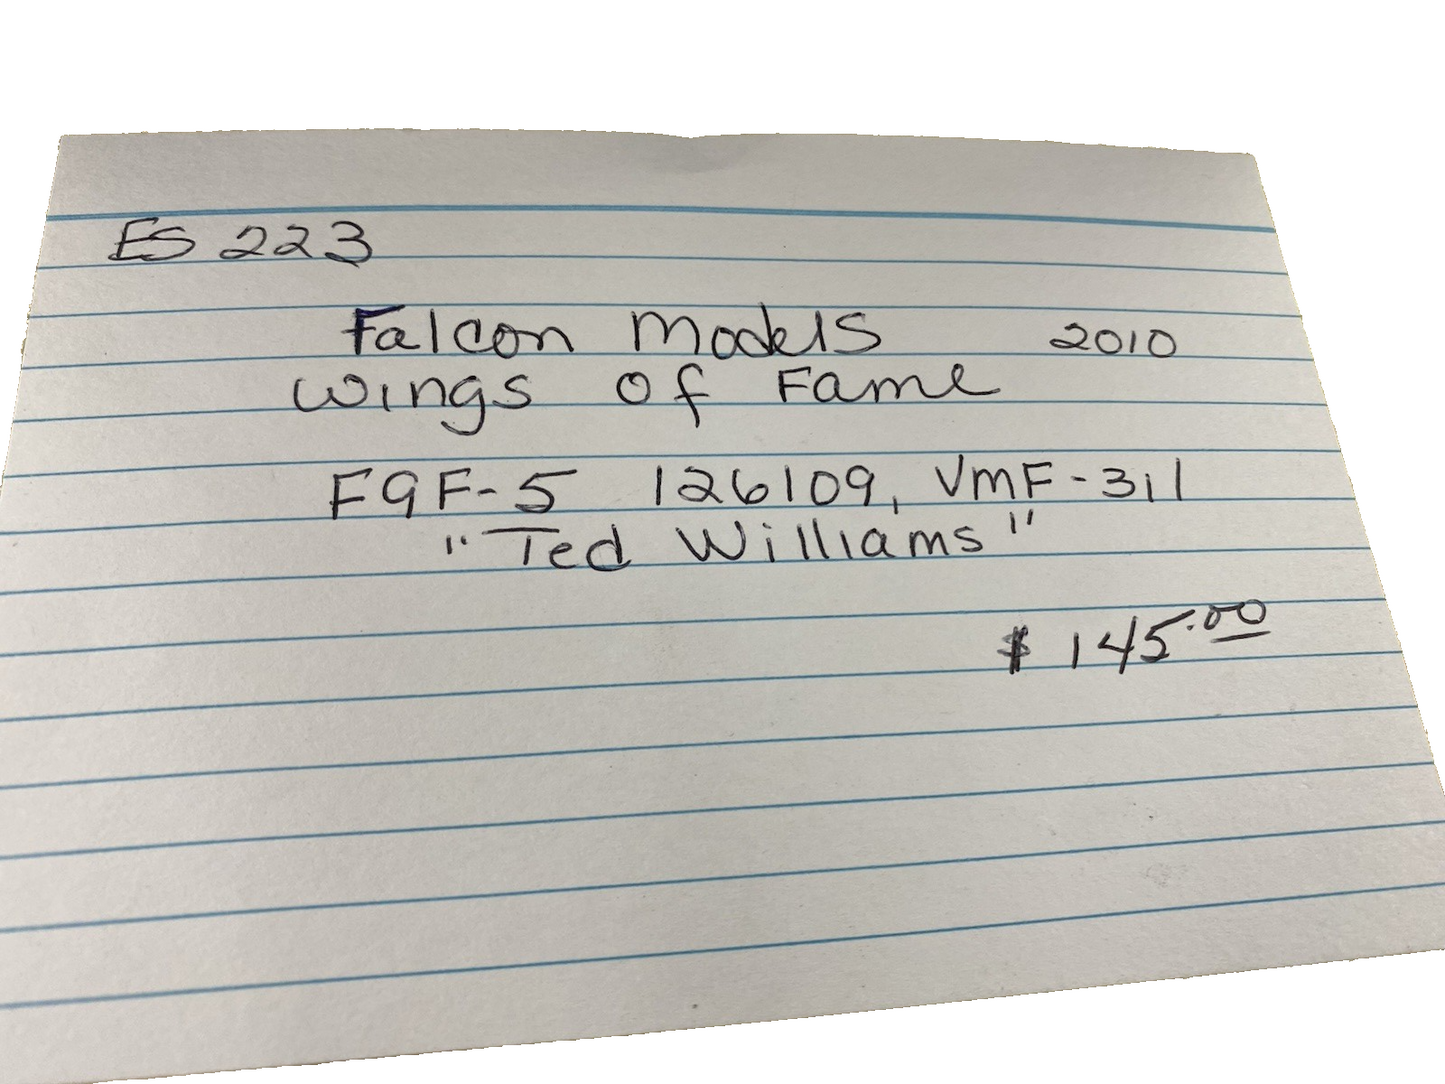 ES 223
Falcon Models 2010
Wings of Fame
F9F-5 126109, VMF-311
"Ted Williams"
$ 145.00